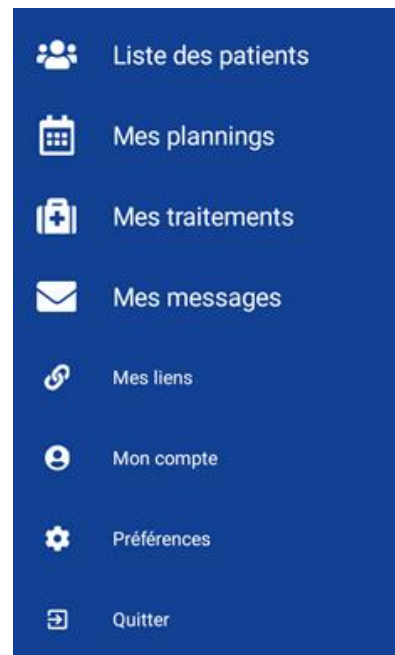 Liste des patients
Mes plannings
Mes traitements
Mes messages
Mes liens
Mon compte
Préférences
Quitter